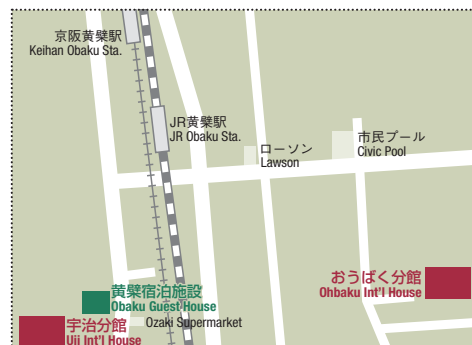 京阪黄檗駅
Keihan Obaku Sta.
JR黄檗駅
JR Obaku Sta.
ローソン
Lawson
市民プール
Civic Pool
おうばく分館
Ohbaku Int'l House
黄檗宿泊施設
Obaku Guest House
Ozaki Supermarket
宇治分館
Uji Int'l House